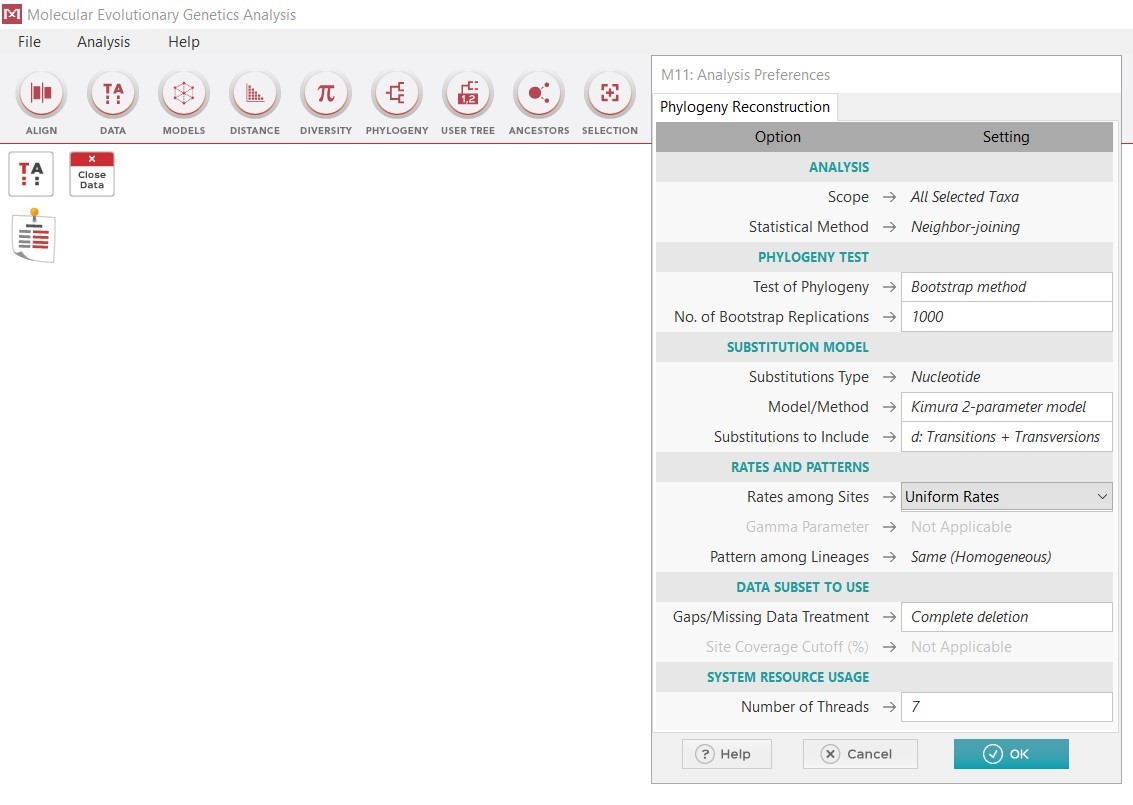 Molecular Evolutionary Genetics Analysis
File Analysis Help
TA
π
1,2
ALIGN DATA MODELS DISTANCE DIVERSITY PHYLOGENY USER TREE ANCESTORS SELECTION
TA
Close
Data
M11: Analysis Preferences
Phylogeny Reconstruction
Option Setting
ANALYSIS
Scope → All Selected Taxa
Statistical Method → Neighbor-joining
PHYLOGENY TEST
Test of Phylogeny → Bootstrap method
No. of Bootstrap Replications → 1000
SUBSTITUTION MODEL
Substitutions Type → Nucleotide
Model/Method → Kimura 2-parameter model
Substitutions to Include → d: Transitions + Transversions
RATES AND PATTERNS
Rates among Sites → Uniform Rates
Gamma Parameter → Not Applicable
Pattern among Lineages → Same (Homogeneous)
DATA SUBSET TO USE
Gaps/Missing Data Treatment → Complete deletion
Site Coverage Cutoff (%) → Not Applicable
SYSTEM RESOURCE USAGE
Number of Threads → 7
? Help Cancel OK